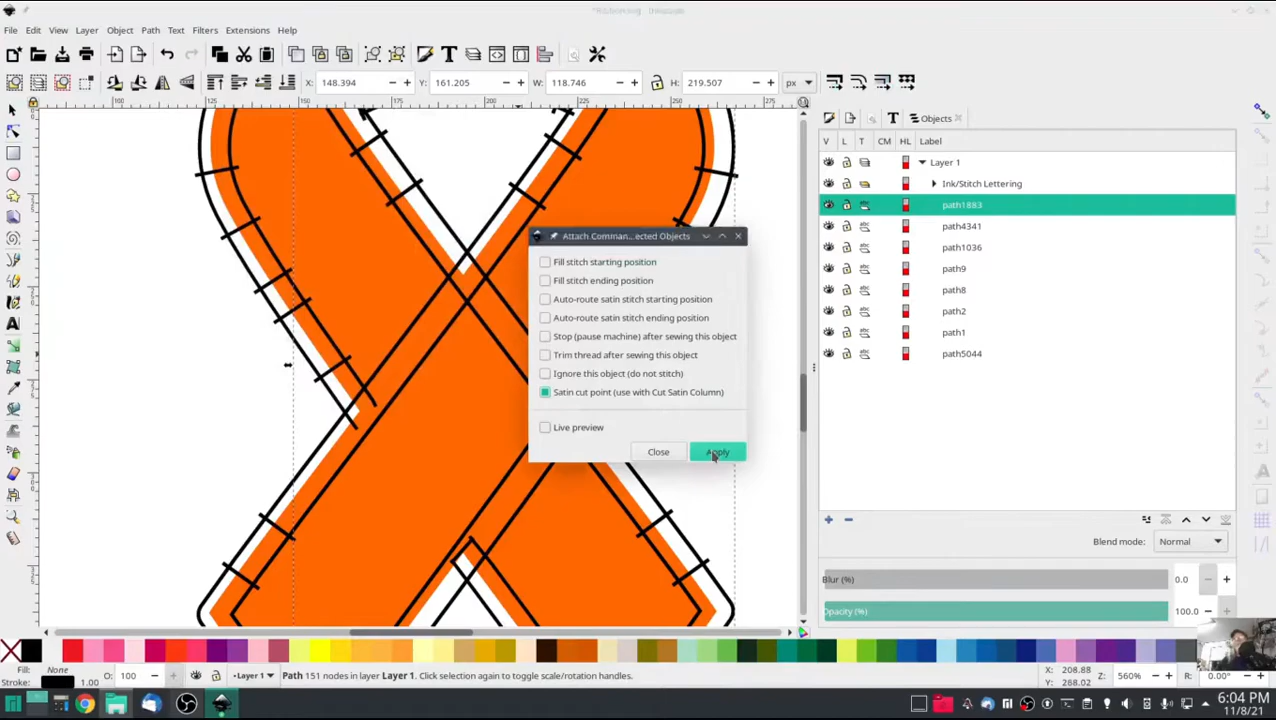 File Edit View Layer Object Path Text Filters Extensions Help
X: 148.394 Y: 161.205 W: 118.746 H: 219.507 px
100 125 175 200 250 275
Objects
V L T CM HL Label
Layer 1
Ink/Stitch Lettering
path1883
path4341
path1036
path9
path8
path2
path1
path5044
Attach Comman...ected Objects
Fill stitch starting position
Fill stitch ending position
Auto-route satin stitch starting position
Auto-route satin stitch ending position
Stop (pause machine) after sewing this object
Trim thread after sewing this object
Ignore this object (do not stitch)
Satin cut point (use with Cut Satin Column)
Live preview
Close Apply
Blend mode: Normal
Blur (%) 0.0
Opacity (%) 100.0
Fill: None
Stroke: 1.00
O: 100
Layer 1
Path 151 nodes in layer Layer 1. Click selection again to toggle scale/rotation handles.
X: 208.88
Y: 268.02
Z: 560%
R: 0.00°
6:04 PM
11/8/21